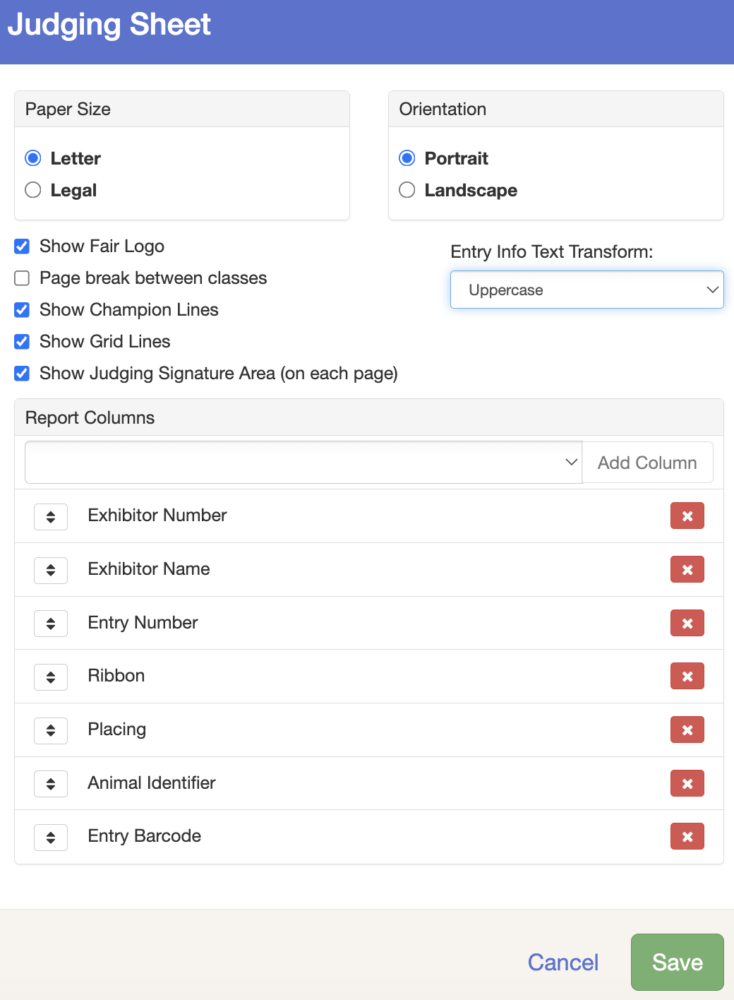 Judging Sheet
Paper Size
Letter
Legal
Orientation
Portrait
Landscape
Show Fair Logo
Page break between classes
Show Champion Lines
Show Grid Lines
Show Judging Signature Area (on each page)
Entry Info Text Transform:
Uppercase
Report Columns
Add Column
Exhibitor Number
Exhibitor Name
Entry Number
Ribbon
Placing
Animal Identifier
Entry Barcode
Cancel
Save